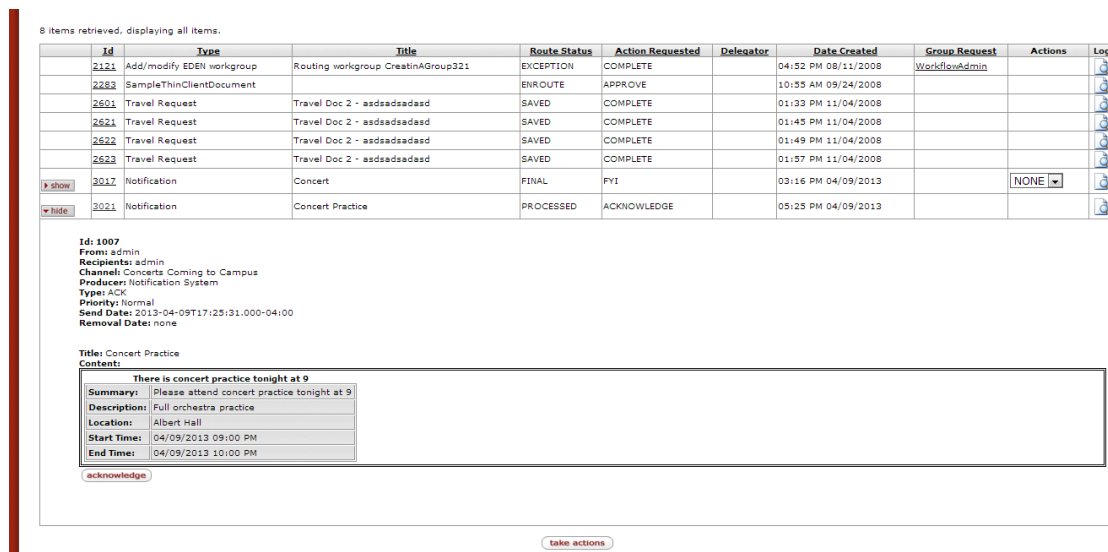 8 items retrieved, displaying all items.
Id Type Title Route Status Action Requested Delegator Date Created Group Request Actions Log
2121 Add/modify EDEN workgroup Routing workgroup CreatinAGroup321 EXCEPTION COMPLETE 04:52 PM 08/11/2008 WorkflowAdmin
2283 SampleThinClientDocument ENROUTE APPROVE 10:55 AM 09/24/2008
2601 Travel Request Travel Doc 2 - asdsadsadasd SAVED COMPLETE 01:33 PM 11/04/2008
2621 Travel Request Travel Doc 2 - asdsadsadasd SAVED COMPLETE 01:45 PM 11/04/2008
2622 Travel Request Travel Doc 2 - asdsadsadasd SAVED COMPLETE 01:49 PM 11/04/2008
2623 Travel Request Travel Doc 2 - asdsadsadasd SAVED COMPLETE 01:57 PM 11/04/2008
show 3017 Notification Concert FINAL FYI 03:16 PM 04/09/2013 NONE
hide 3021 Notification Concert Practice PROCESSED ACKNOWLEDGE 05:25 PM 04/09/2013
Id: 1007
From: admin
Recipients: admin
Channel: Concerts Coming to Campus
Producer: Notification System
Type: ACK
Priority: Normal
Send Date: 2013-04-09T17:25:31.000-04:00
Removal Date: none
Title: Concert Practice
Content:
There is concert practice tonight at 9
Summary: Please attend concert practice tonight at 9
Description: Full orchestra practice
Location: Albert Hall
Start Time: 04/09/2013 09:00 PM
End Time: 04/09/2013 10:00 PM
acknowledge
take actions